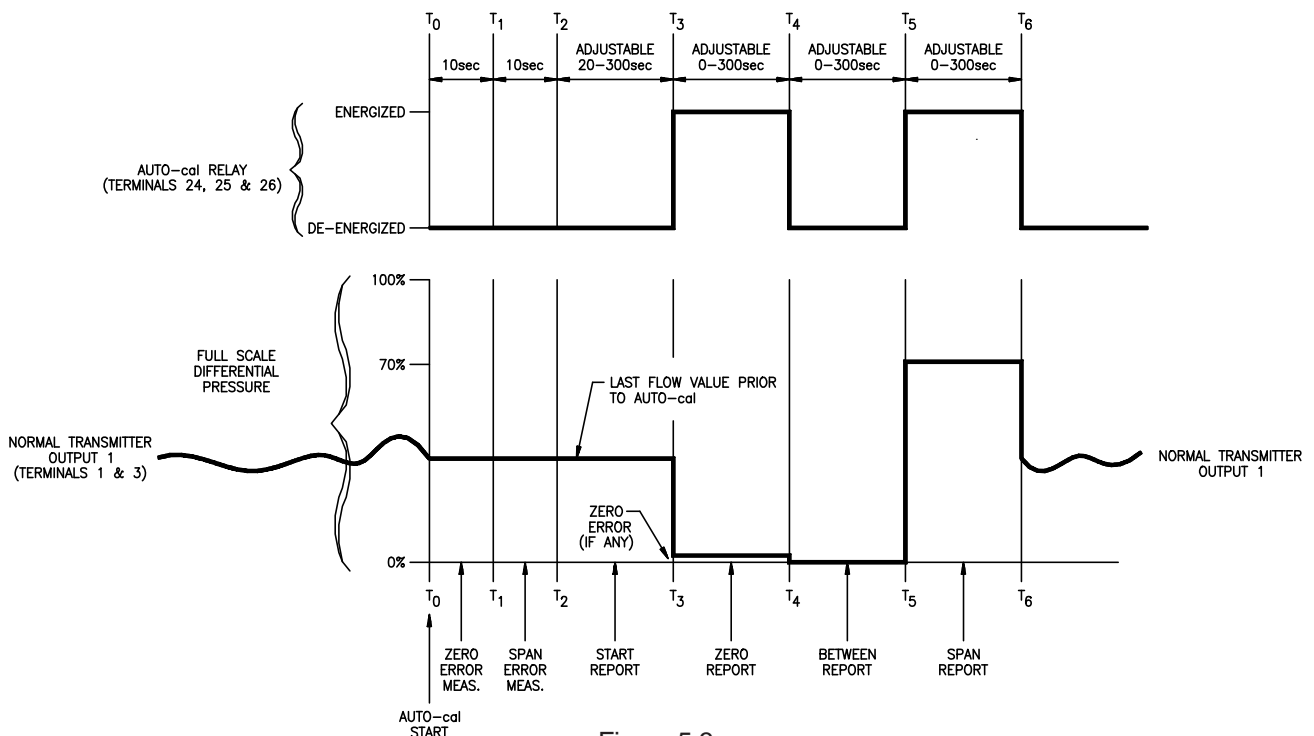 T0 T1 T2 T3 T4 T5 T6
10sec
10sec
ADJUSTABLE
20-300sec
ADJUSTABLE
0-300sec
ADJUSTABLE
0-300sec
ADJUSTABLE
0-300sec
ENERGIZED
AUTO-cal RELAY
(TERMINALS 24, 25 & 26)
DE-ENERGIZED
100%
FULL SCALE
DIFFERENTIAL
PRESSURE
70%
LAST FLOW VALUE PRIOR
TO AUTO-cal
NORMAL TRANSMITTER
OUTPUT 1
(TERMINALS 1 & 3)
NORMAL TRANSMITTER
OUTPUT 1
ZERO
ERROR
(IF ANY)
0%
T0 T1 T2 T3 T4 T5 T6
ZERO
ERROR
MEAS.
SPAN
ERROR
MEAS.
START
REPORT
ZERO
REPORT
BETWEEN
REPORT
SPAN
REPORT
AUTO-cal
START